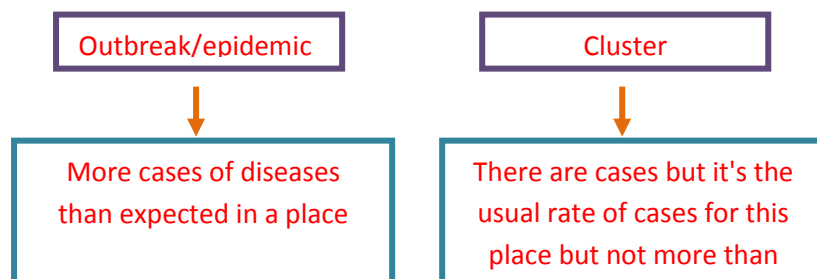 Outbreak/epidemic
Cluster
More cases of diseases
than expected in a place
There are cases but it's the
usual rate of cases for this
place but not more than